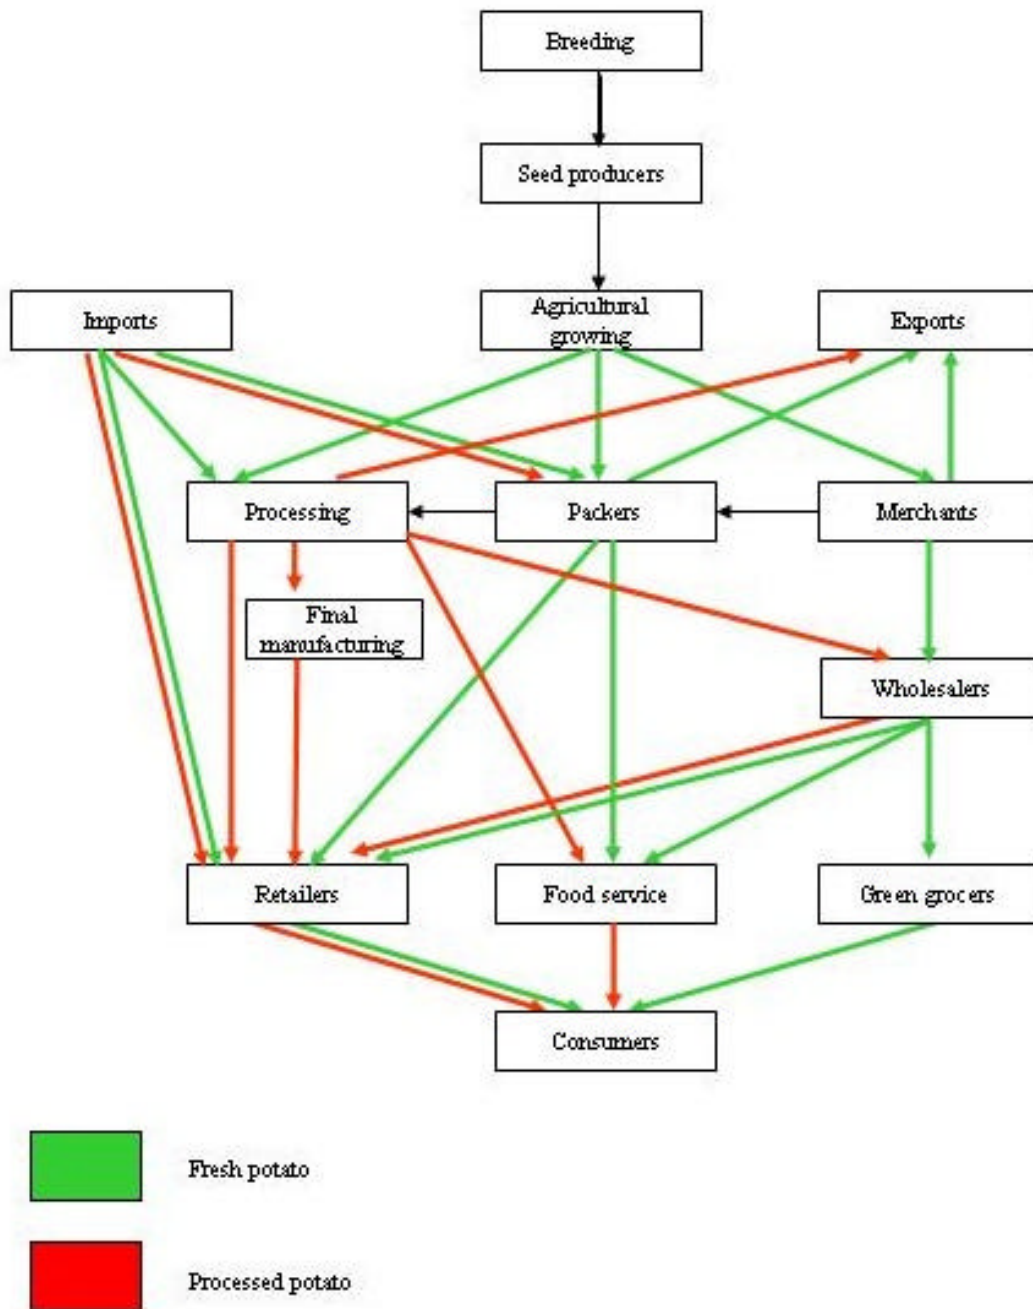 Breeding
Seed producers
Imports
Agricultural
growing
Exports
Processing
Packers
Merchants
Final
manufacturing
Wholesalers
Retailers
Food service
Green grocers
Consumers
Fresh potato
Processed potato